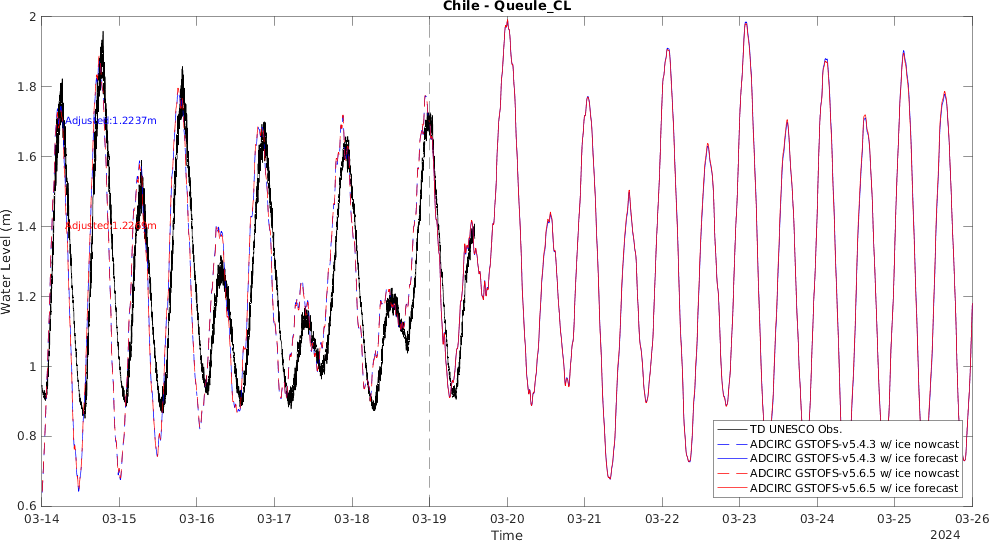 Chile - Queule_CL
Water Level (m)
2
1.8
1.6
1.4
1.2
1
0.8
0.6
Adjusted:1.2237m
TD UNESCO Obs.
ADCIRC GSTOFS-v5.4.3 w/ ice nowcast
ADCIRC GSTOFS-v5.4.3 w/ ice forecast
ADCIRC GSTOFS-v5.6.5 w/ ice nowcast
ADCIRC GSTOFS-v5.6.5 w/ ice forecast
03-14 03-15 03-16 03-17 03-18 03-19 03-20 03-21 03-22 03-23 03-24 03-25 03-26
Time
2024